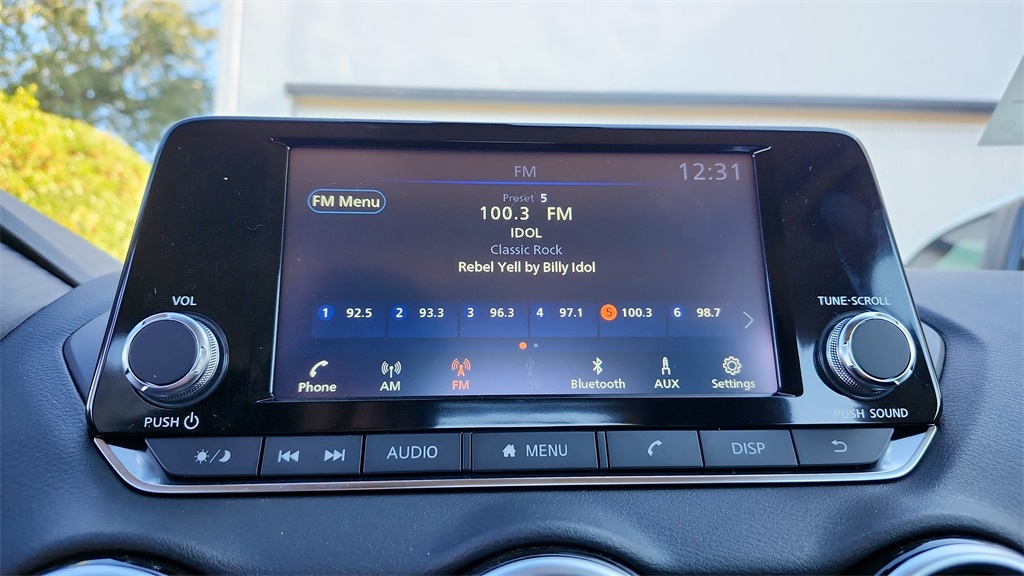 FM
12:31
FM Menu
Preset 5
100.3 FM
IDOL
Classic Rock
Rebel Yell by Billy Idol
1 92.5 2 93.3 3 96.3 4 97.1 5 100.3 6 98.7
Phone AM FM Bluetooth AUX Settings
VOL
PUSH
TUNE·SCROLL
PUSH SOUND
AUDIO MENU DISP